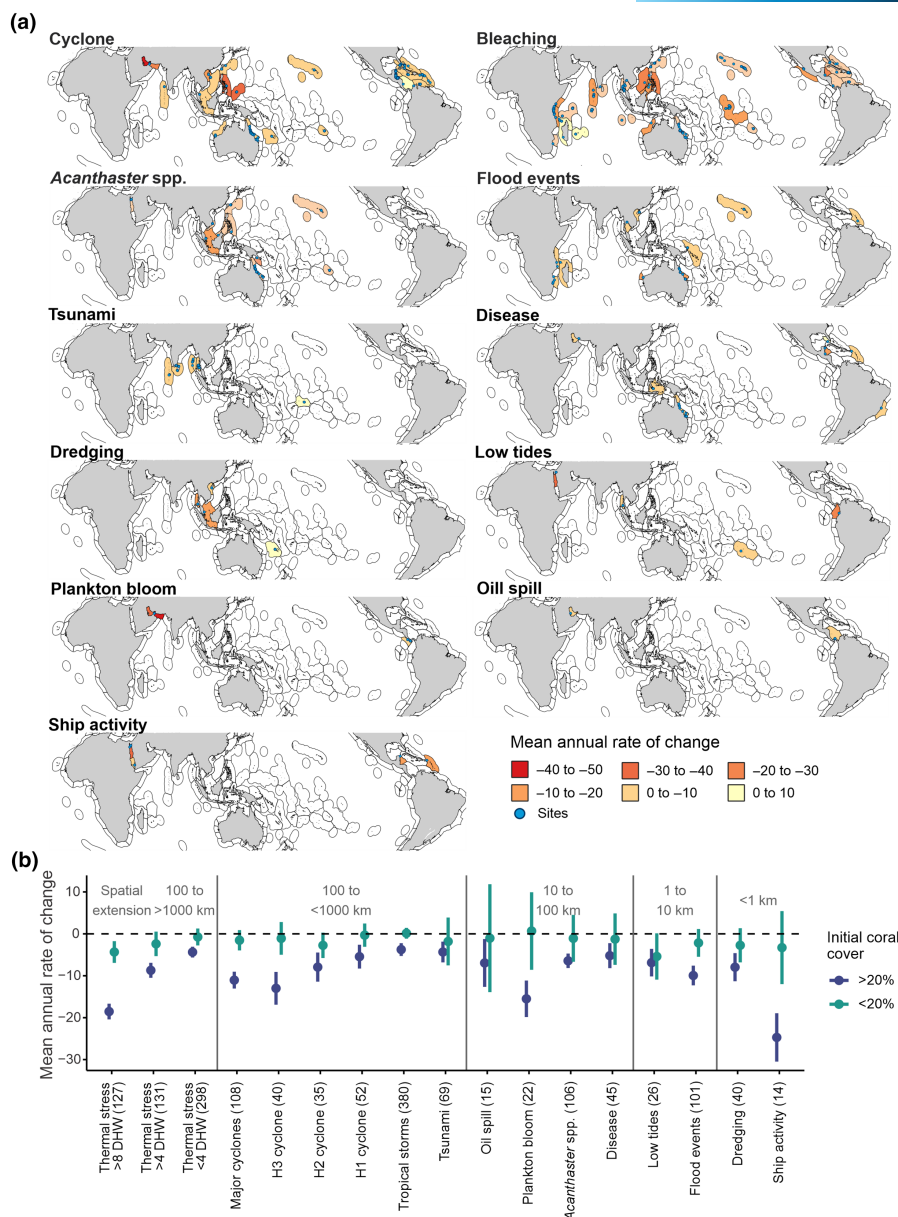 (a)
Cyclone
Bleaching
Acanthaster spp.
Flood events
Tsunami
Disease
Dredging
Low tides
Plankton bloom
Oill spill
Ship activity
Mean annual rate of change
−40 to −50
−30 to −40
−20 to −30
−10 to −20
0 to −10
0 to 10
Sites
(b)
Mean annual rate of change
10
0
−10
−20
−30
Spatial
extension
100 to
>1000 km
100 to
<1000 km
10 to
100 km
1 to
10 km
<1 km
Initial coral
cover
>20%
<20%
Thermal stress
>8 DHW (127)
Thermal stress
>4 DHW (131)
Thermal stress
<4 DHW (298)
Major cyclones (108)
H3 cyclone (40)
H2 cyclone (35)
H1 cyclone (52)
Tropical storms (380)
Tsunami (69)
Oil spill (15)
Plankton bloom (22)
Acanthaster spp. (106)
Disease (45)
Low tides (26)
Flood events (101)
Dredging (40)
Ship activity (14)